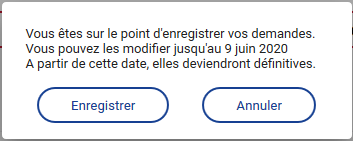 Vous êtes sur le point d'enregistrer vos demandes.
Vous pouvez les modifier jusqu'au 9 juin 2020
A partir de cette date, elles deviendront définitives.
Enregistrer
Annuler